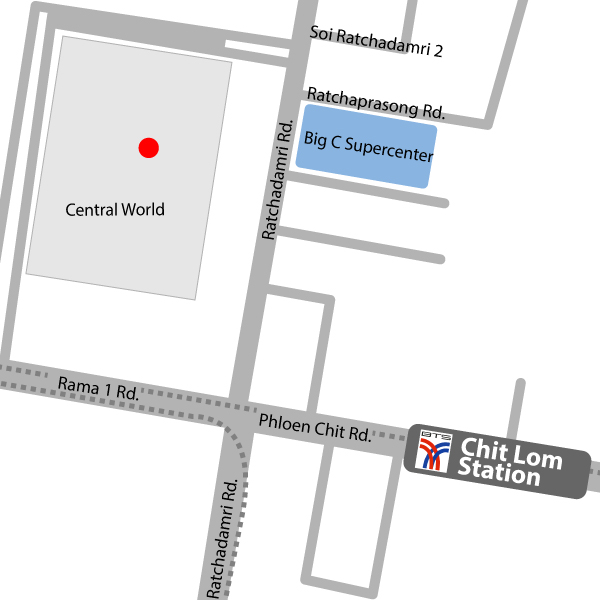 Soi Ratchadamri 2
Ratchaprasong Rd.
Big C Supercenter
Ratchadamri Rd.
Central World
Rama 1 Rd.
Phloen Chit Rd.
BTS
Chit Lom
Station
Ratchadamri Rd.